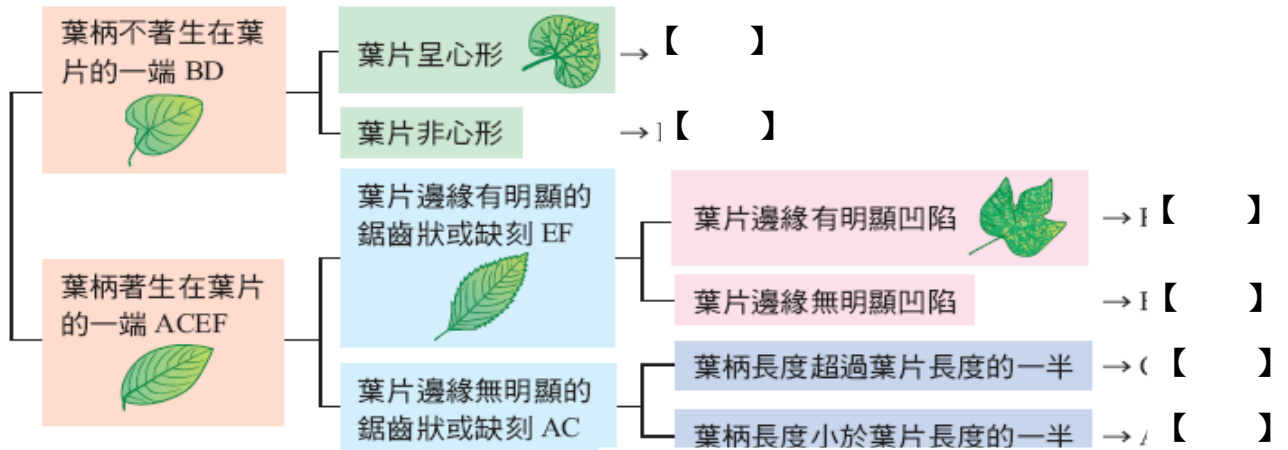 葉柄不著生在葉
片的一端 BD
葉片呈心形
→【 】
葉片非心形
→【 】
葉柄著生在葉片
的一端 ACEF
葉片邊緣有明顯的
鋸齒狀或缺刻 EF
葉片邊緣有明顯凹陷
→【 】
葉片邊緣無明顯凹陷
→【 】
葉片邊緣無明顯的
鋸齒狀或缺刻 AC
葉柄長度超過葉片長度的一半
→【 】
葉柄長度小於葉片長度的一半
→【 】